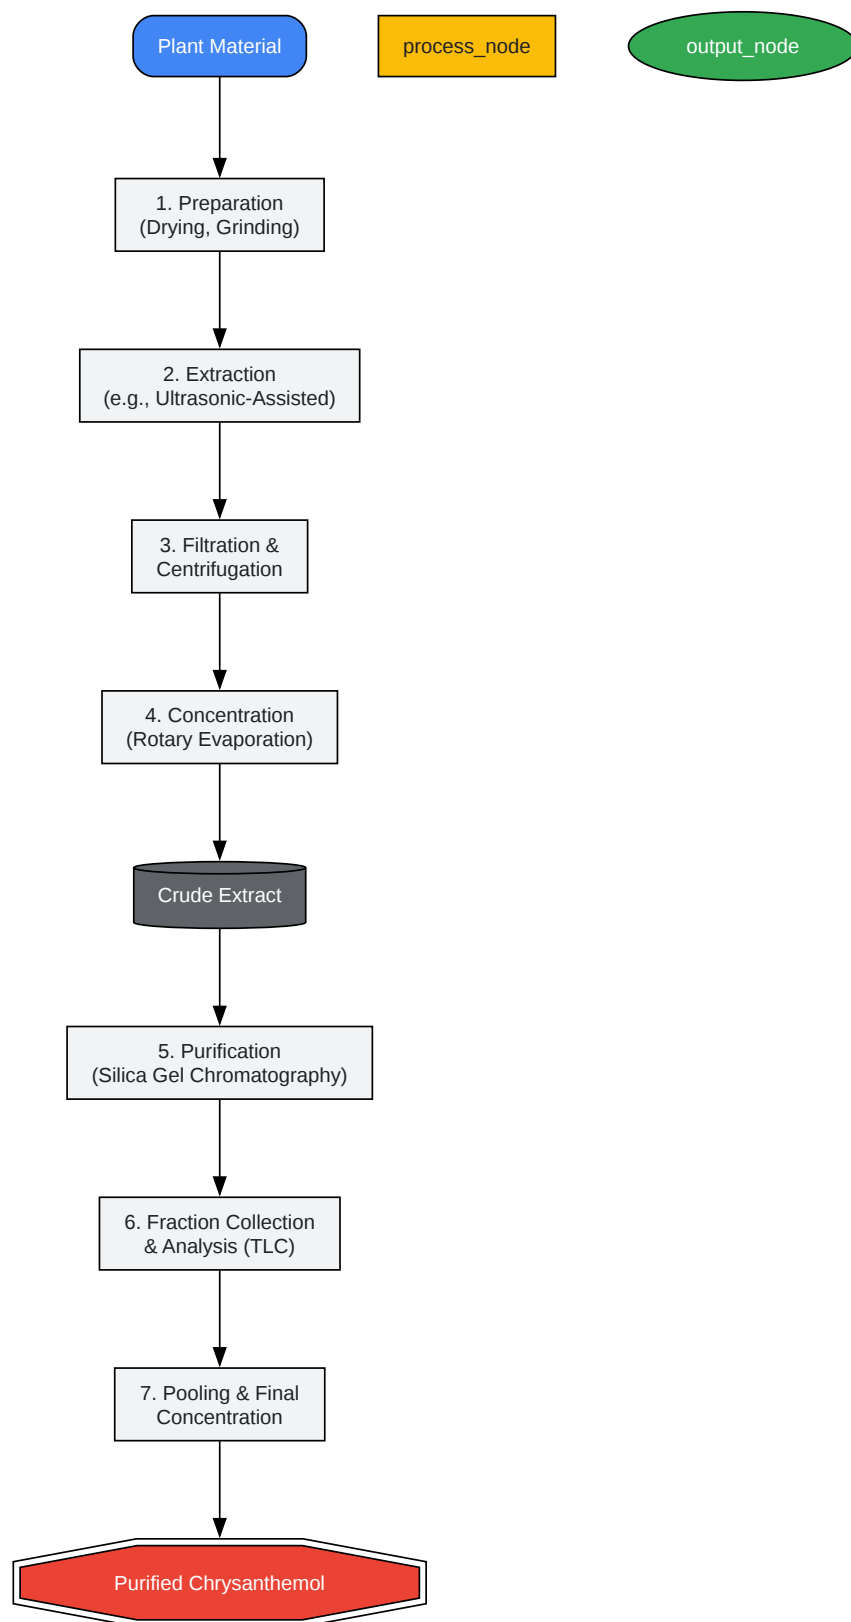 Plant Material
process_node
output_node
1. Preparation
(Drying, Grinding)
2. Extraction
(e.g., Ultrasonic-Assisted)
3. Filtration &
Centrifugation
4. Concentration
(Rotary Evaporation)
Crude Extract
5. Purification
(Silica Gel Chromatography)
6. Fraction Collection
& Analysis (TLC)
7. Pooling & Final
Concentration
Purified Chrysanthemol